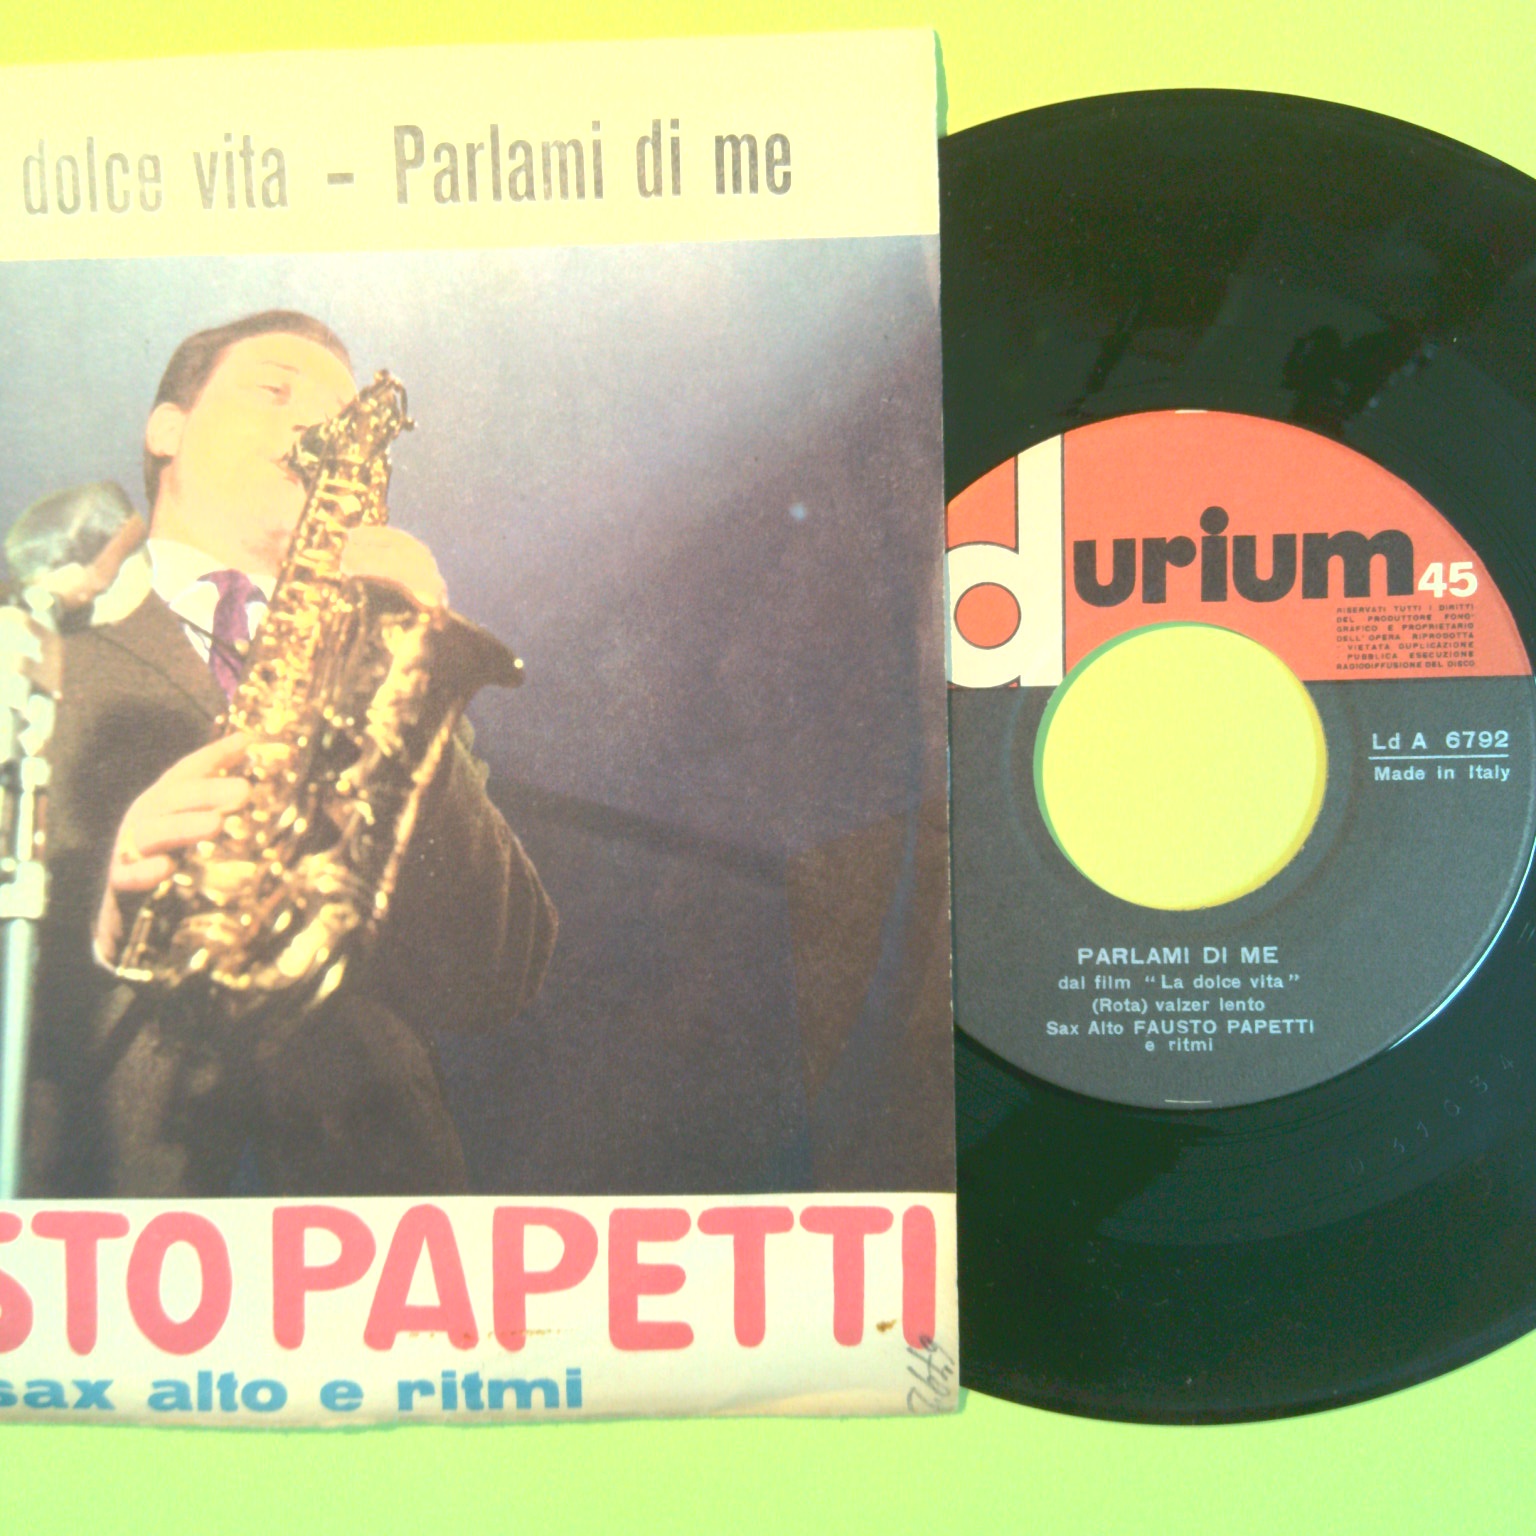 dolce vita - Parlami di me
STO PAPETTI
sax alto e ritmi
6792
durium 45
RISERVATI TUTTI I DIRITTI
DEL PRODUTTORE FONO-
GRAFICO E PROPRIETARIO
DELL'OPERA RIPRODOTTA
- VIETATA DUPLICAZIONE
- PUBBLICA ESECUZIONE
RADIODIFFUSIONE DEL DISCO
Ld A 6792
Made in Italy
PARLAMI DI ME
dal film "La dolce vita"
(Rota) valzer lento
Sax Alto FAUSTO PAPETTI
e ritmi